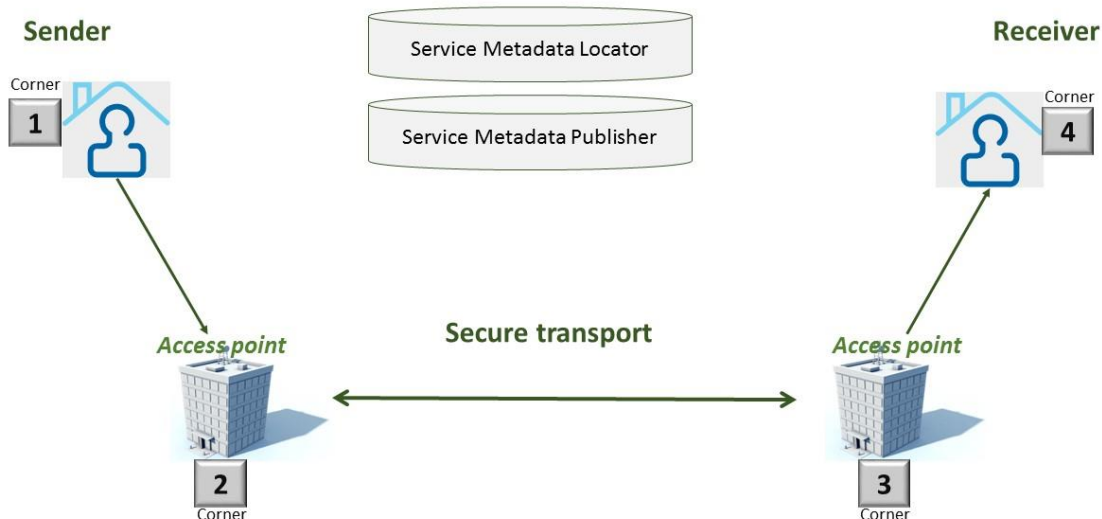 Sender
Service Metadata Locator
Receiver
Corner
1
Service Metadata Publisher
Corner
4
Access point
Secure transport
Access point
2
Corner
3
Corner